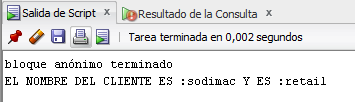 Salida de Script
Resultado de la Consulta
Tarea terminada en 0,002 segundos
bloque anónimo terminado
EL NOMBRE DEL CLIENTE ES :sodimac Y ES :retail